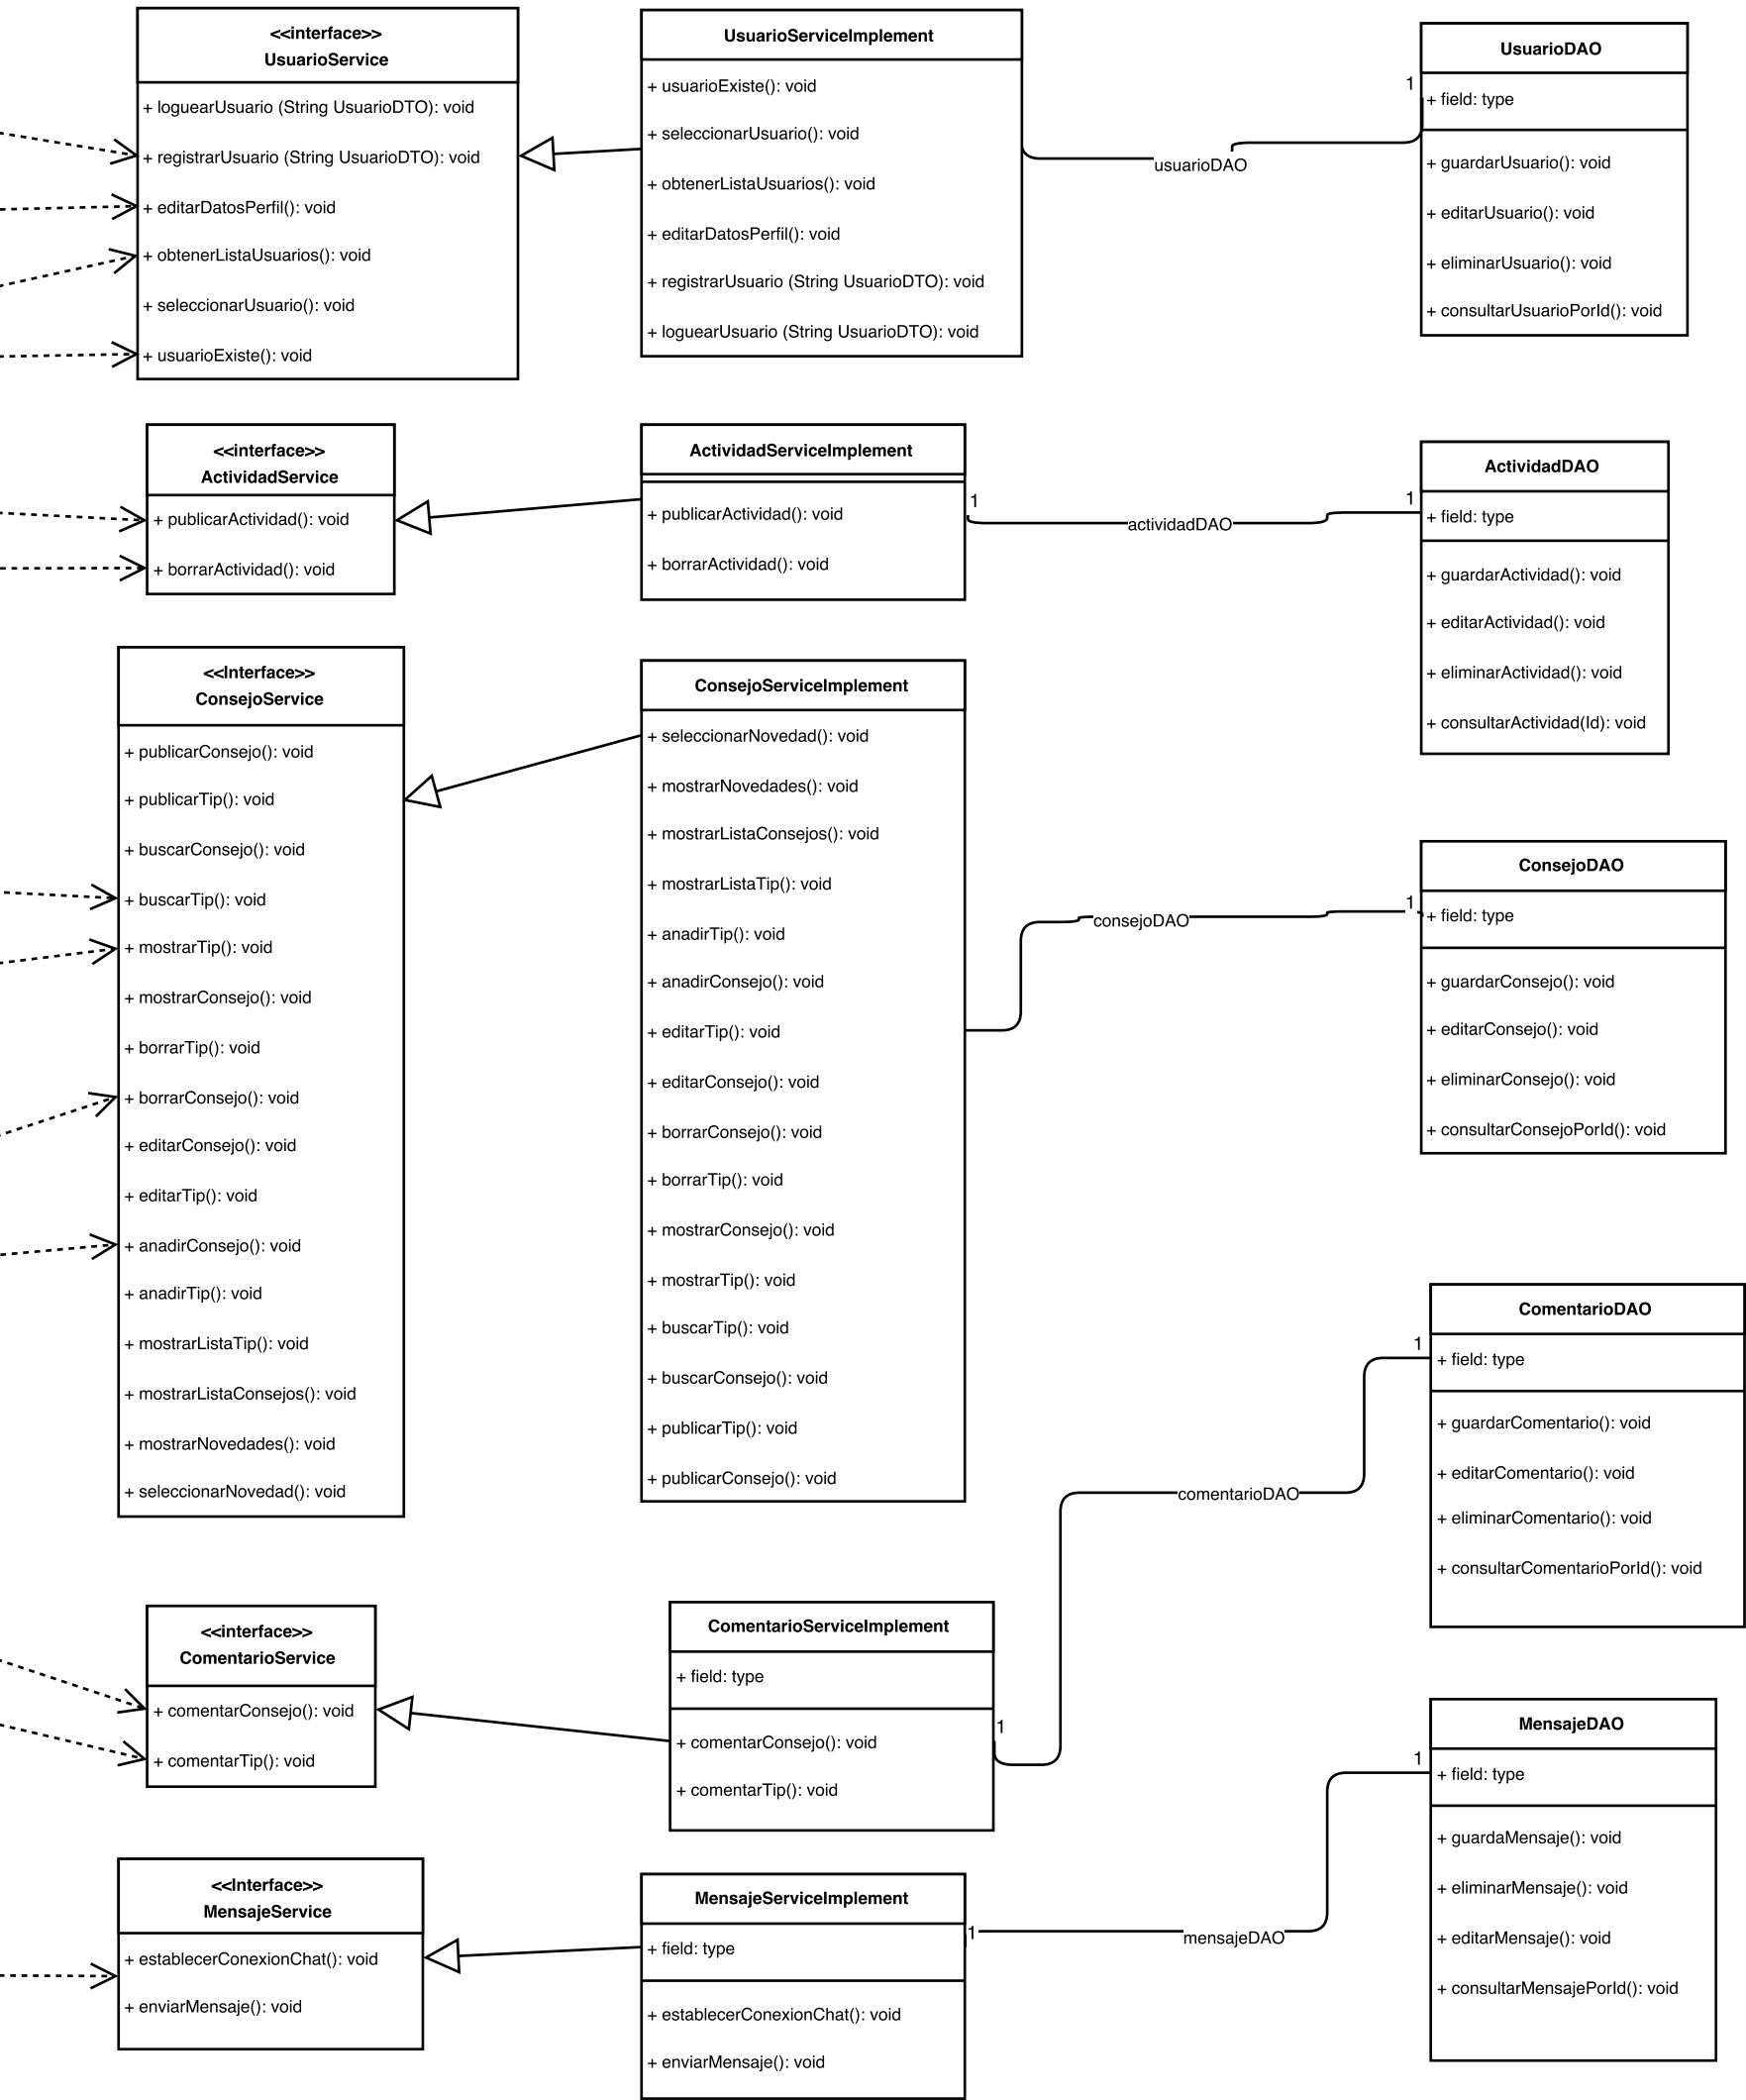 <<interface>>
UsuarioService
+ loguearUsuario (String UsuarioDTO): void
+ registrarUsuario (String UsuarioDTO): void
+ editarDatosPerfil(): void
+ obtenerListaUsuarios(): void
+ seleccionarUsuario(): void
+ usuarioExiste(): void
UsuarioServiceImplement
+ usuarioExiste(): void
+ seleccionarUsuario(): void
+ obtenerListaUsuarios(): void
+ editarDatosPerfil(): void
+ registrarUsuario (String UsuarioDTO): void
+ loguearUsuario (String UsuarioDTO): void
usuarioDAO
1
UsuarioDAO
+ field: type
+ guardarUsuario(): void
+ editarUsuario(): void
+ eliminarUsuario(): void
+ consultarUsuarioPorId(): void
<<interface>>
ActividadService
+ publicarActividad(): void
+ borrarActividad(): void
ActividadServiceImplement
+ publicarActividad(): void
+ borrarActividad(): void
1
actividadDAO
1
ActividadDAO
+ field: type
+ guardarActividad(): void
+ editarActividad(): void
+ eliminarActividad(): void
+ consultarActividad(Id): void
<<Interface>>
ConsejoService
+ publicarConsejo(): void
+ publicarTip(): void
+ buscarConsejo(): void
+ buscarTip(): void
+ mostrarTip(): void
+ mostrarConsejo(): void
+ borrarTip(): void
+ borrarConsejo(): void
+ editarConsejo(): void
+ editarTip(): void
+ anadirConsejo(): void
+ anadirTip(): void
+ mostrarListaTip(): void
+ mostrarListaConsejos(): void
+ mostrarNovedades(): void
+ seleccionarNovedad(): void
ConsejoServiceImplement
+ seleccionarNovedad(): void
+ mostrarNovedades(): void
+ mostrarListaConsejos(): void
+ mostrarListaTip(): void
+ anadirTip(): void
+ anadirConsejo(): void
+ editarTip(): void
+ editarConsejo(): void
+ borrarConsejo(): void
+ borrarTip(): void
+ mostrarConsejo(): void
+ mostrarTip(): void
+ buscarTip(): void
+ buscarConsejo(): void
+ publicarTip(): void
+ publicarConsejo(): void
consejoDAO
1
ConsejoDAO
+ field: type
+ guardarConsejo(): void
+ editarConsejo(): void
+ eliminarConsejo(): void
+ consultarConsejoPorId(): void
<<interface>>
ComentarioService
+ comentarConsejo(): void
+ comentarTip(): void
ComentarioServiceImplement
+ field: type
+ comentarConsejo(): void
+ comentarTip(): void
1
comentarioDAO
1
ComentarioDAO
+ field: type
+ guardarComentario(): void
+ editarComentario(): void
+ eliminarComentario(): void
+ consultarComentarioPorId(): void
<<Interface>>
MensajeService
+ establecerConexionChat(): void
+ enviarMensaje(): void
MensajeServiceImplement
+ field: type
+ establecerConexionChat(): void
+ enviarMensaje(): void
1
mensajeDAO
1
MensajeDAO
+ field: type
+ guardaMensaje(): void
+ eliminarMensaje(): void
+ editarMensaje(): void
+ consultarMensajePorId(): void